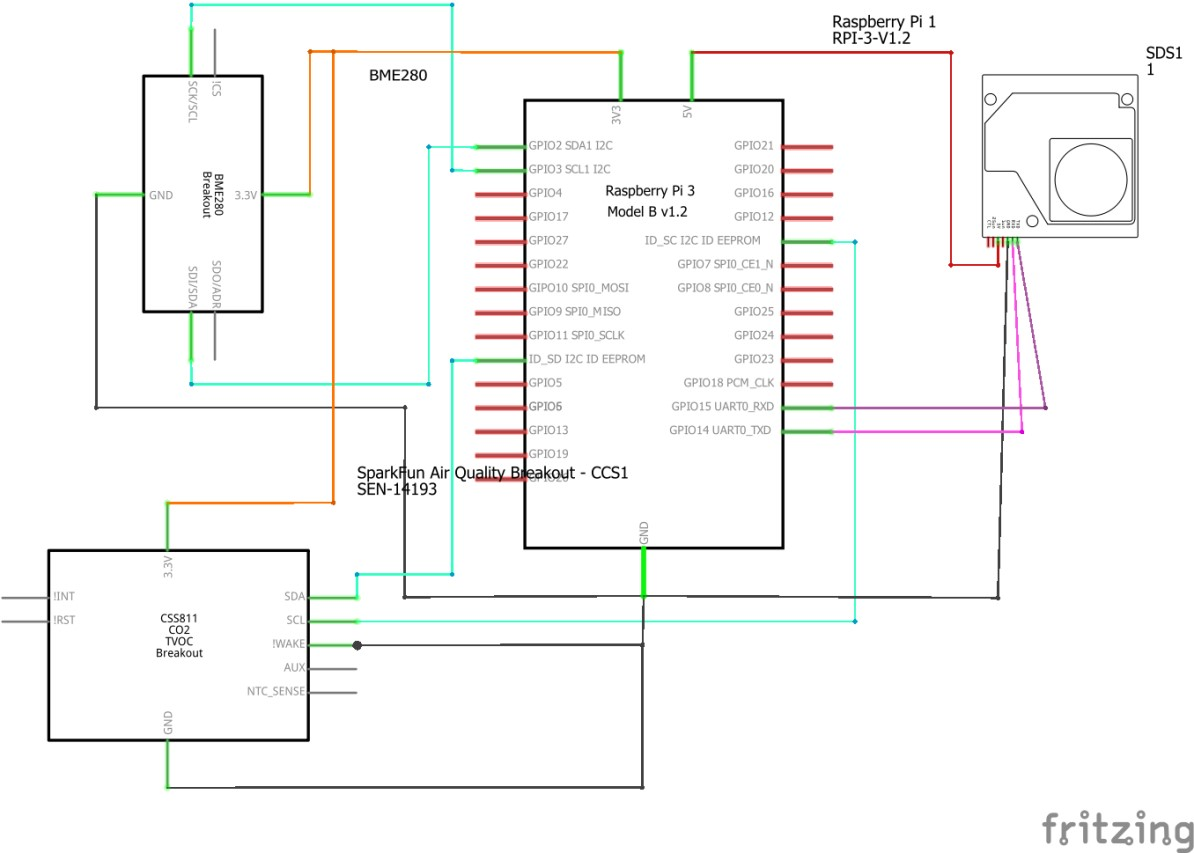 Raspberry Pi 1
RPI-3-V1.2
SDS1
1
BME280
SCK/SCL
!CS
GND
BME280
Breakout
3.3V
SDI/SDA
SDO/ADR
3V3
5V
Raspberry Pi 3
Model B v1.2
GPIO2 SDA1 I2C
GPIO3 SCL1 I2C
GPIO4
GPIO17
GPIO27
GPIO22
GIPO10 SPI0_MOSI
GPIO9 SPI0_MISO
GPIO11 SPI0_SCLK
ID_SD I2C ID EEPROM
GPIO5
GPIO6
GPIO13
GPIO19
GPIO26
GPIO21
GPIO20
GPIO16
GPIO12
ID_SC I2C ID EEPROM
GPIO7 SPI0_CE1_N
GPIO8 SPI0_CE0_N
GPIO25
GPIO24
GPIO23
GPIO18 PCM_CLK
GPIO15 UART0_RXD
GPIO14 UART0_TXD
GND
SparkFun Air Quality Breakout - CCS1
SEN-14193
3.3V
!INT
!RST
CSS811
CO2
TVOC
Breakout
SDA
SCL
!WAKE
AUX
NTC_SENSE
GND
fritzing